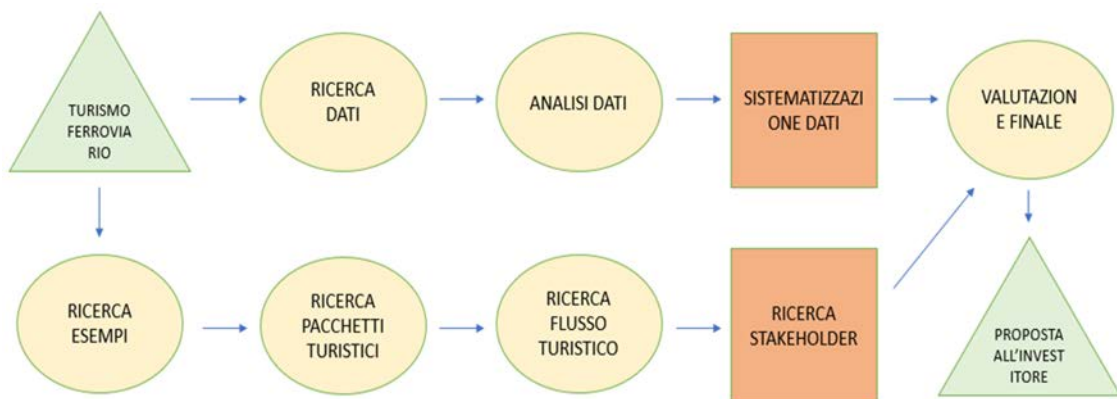 TURISMO
FERROVIA
RIO
RICERCA
DATI
ANALISI DATI
SISTEMATIZZAZI
ONE DATI
VALUTAZION
E FINALE
RICERCA
ESEMPI
RICERCA
PACCHETTI
TURISTICI
RICERCA
FLUSSO
TURISTICO
RICERCA
STAKEHOLDER
PROPOSTA
ALL'INVEST
ITORE